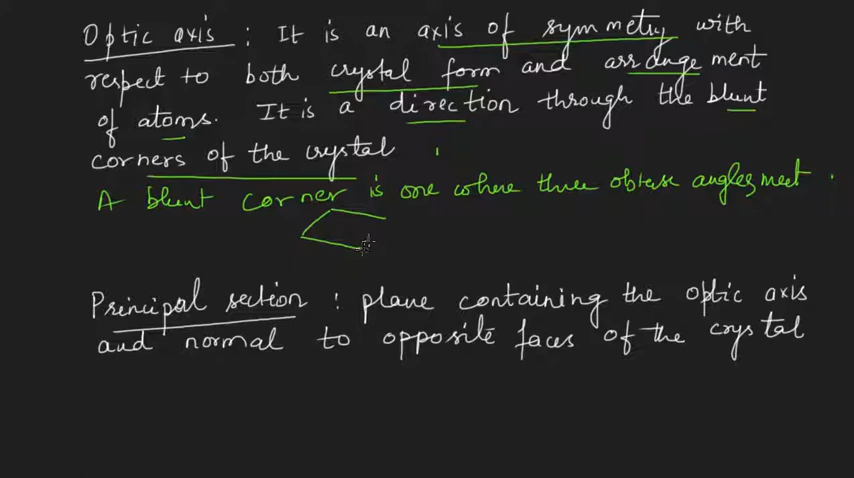 Optic axis : It is an axis of symmetry with
respect to both crystal form and arrangement
of atoms. It is a direction through the blunt
corners of the crystal
A blunt corner is one where three obtuse angles meet.
Principal section : plane containing the optic axis
and normal to opposite faces of the crystal